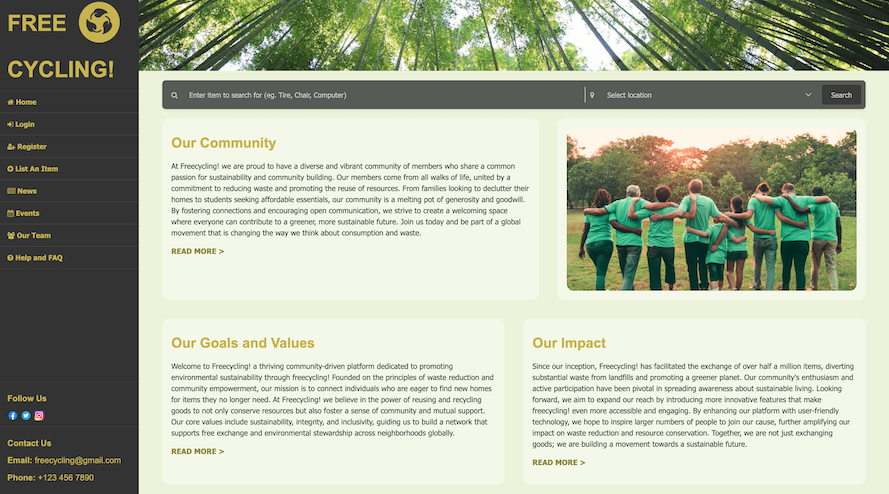 FREE
CYCLING!
Home
Login
Register
List An Item
News
Events
Our Team
Help and FAQ
Follow Us
Contact Us
Email: freecycling@gmail.com
Phone: +123 456 7890
Enter item to search for (eg. Tire, Chair, Computer)
Select location
Search
Our Community
At Freecycling! we are proud to have a diverse and vibrant community of members who share a common
passion for sustainability and community building. Our members come from all walks of life, united by a
commitment to reducing waste and promoting the reuse of resources. From families looking to declutter their
homes to students seeking affordable essentials, our community is a melting pot of generosity and goodwill.
By fostering connections and encouraging open communication, we strive to create a welcoming space
where everyone can contribute to a greener, more sustainable future. Join us today and be part of a global
movement that is changing the way we think about consumption and waste.
READ MORE >
Our Goals and Values
Welcome to Freecycling! a thriving community-driven platform dedicated to promoting
environmental sustainability through freecycling! Founded on the principles of waste reduction and
community empowerment, our mission is to connect individuals who are eager to find new homes
for items they no longer need. At Freecycling! we believe in the power of reusing and recycling
goods to not only conserve resources but also foster a sense of community and mutual support.
Our core values include sustainability, integrity, and inclusivity, guiding us to build a network that
supports free exchange and environmental stewardship across neighborhoods globally.
READ MORE >
Our Impact
Since our inception, Freecycling! has facilitated the exchange of over half a million items, diverting
substantial waste from landfills and promoting a greener planet. Our community's enthusiasm and
active participation have been pivotal in spreading awareness about sustainable living. Looking
forward, we aim to expand our reach by introducing more innovative features that make
freecycling! even more accessible and engaging. By enhancing our platform with user-friendly
technology, we hope to inspire larger numbers of people to join our cause, further amplifying our
impact on waste reduction and resource conservation. Together, we are not just exchanging
goods; we are building a movement towards a sustainable future.
READ MORE >